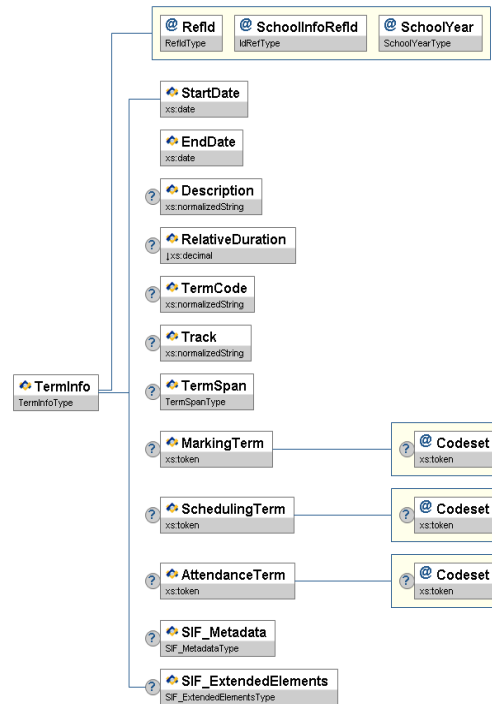 @ RefId
RefIdType
@ SchoolInfoRefId
IdRefType
@ SchoolYear
SchoolYearType
StartDate
xs:date
EndDate
xs:date
? Description
xs:normalizedString
? RelativeDuration
↓xs:decimal
? TermCode
xs:normalizedString
? Track
xs:normalizedString
TermInfo
TermInfoType
? TermSpan
TermSpanType
? MarkingTerm
xs:token
? @ Codeset
xs:token
? SchedulingTerm
xs:token
? @ Codeset
xs:token
? AttendanceTerm
xs:token
? @ Codeset
xs:token
? SIF_Metadata
SIF_MetadataType
? SIF_ExtendedElements
SIF_ExtendedElementsType